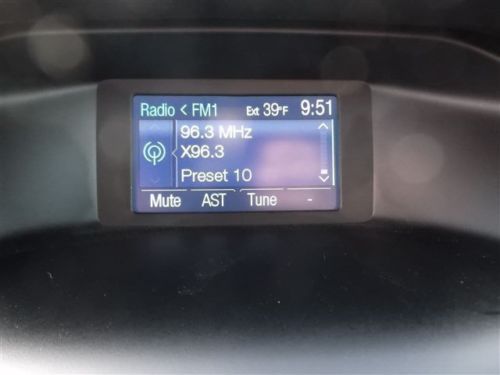 Radio < FM1 Ext 39°F 9:51
96.3 MHz
X96.3
Preset 10
Mute AST Tune -